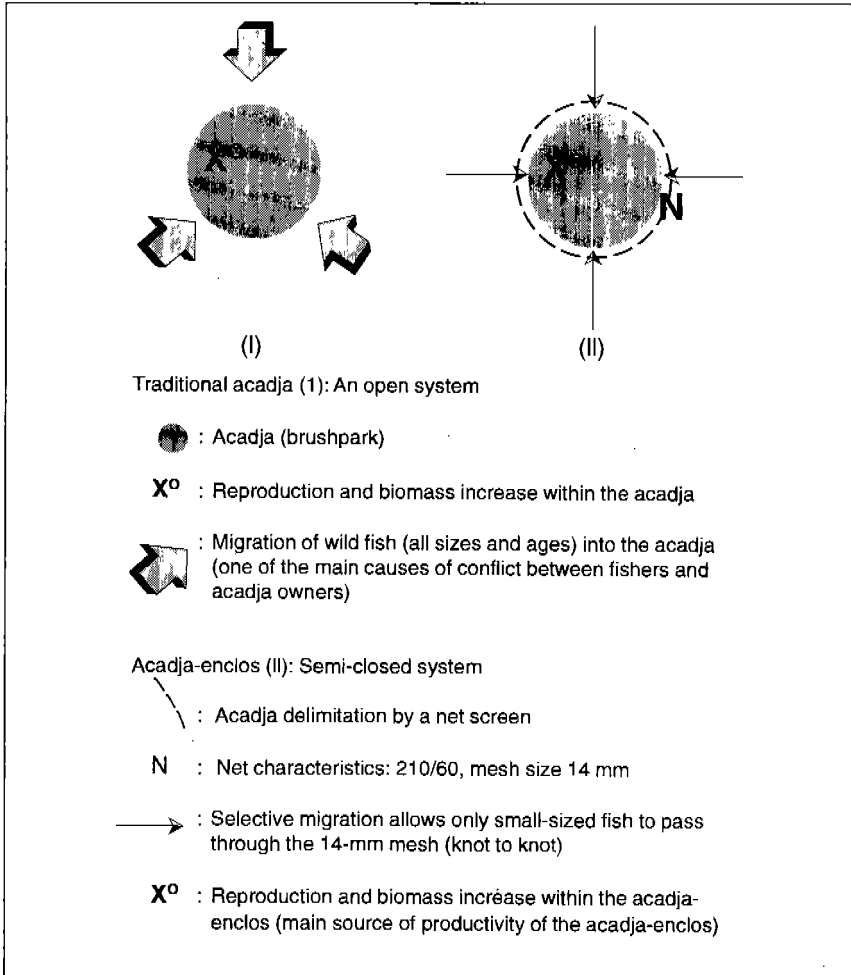 X⁰
X
N
(I)
(II)
Traditional acadja (1): An open system
: Acadja (brushpark)
X⁰ : Reproduction and biomass increase within the acadja
: Migration of wild fish (all sizes and ages) into the acadja
(one of the main causes of conflict between fishers and
acadja owners)
Acadja-enclos (II): Semi-closed system
: Acadja delimitation by a net screen
N : Net characteristics: 210/60, mesh size 14 mm
: Selective migration allows only small-sized fish to pass
through the 14-mm mesh (knot to knot)
X⁰ : Reproduction and biomass increase within the acadja-
enclos (main source of productivity of the acadja-enclos)